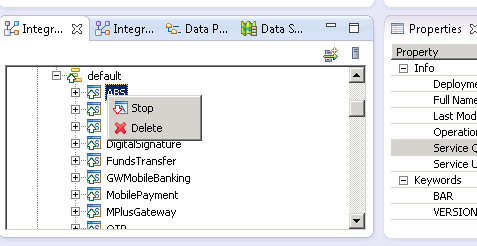 Integr...
Integr...
Data P...
Data S...
Properties
default
ABS
Stop
Delete
DigitalSignature
FundsTransfer
GWMobileBanking
MobilePayment
MPlusGateway
OTP
Property
Info
Deployme
Full Name
Last Mod
Operation
Service Q
Service L
Keywords
BAR
VERSION